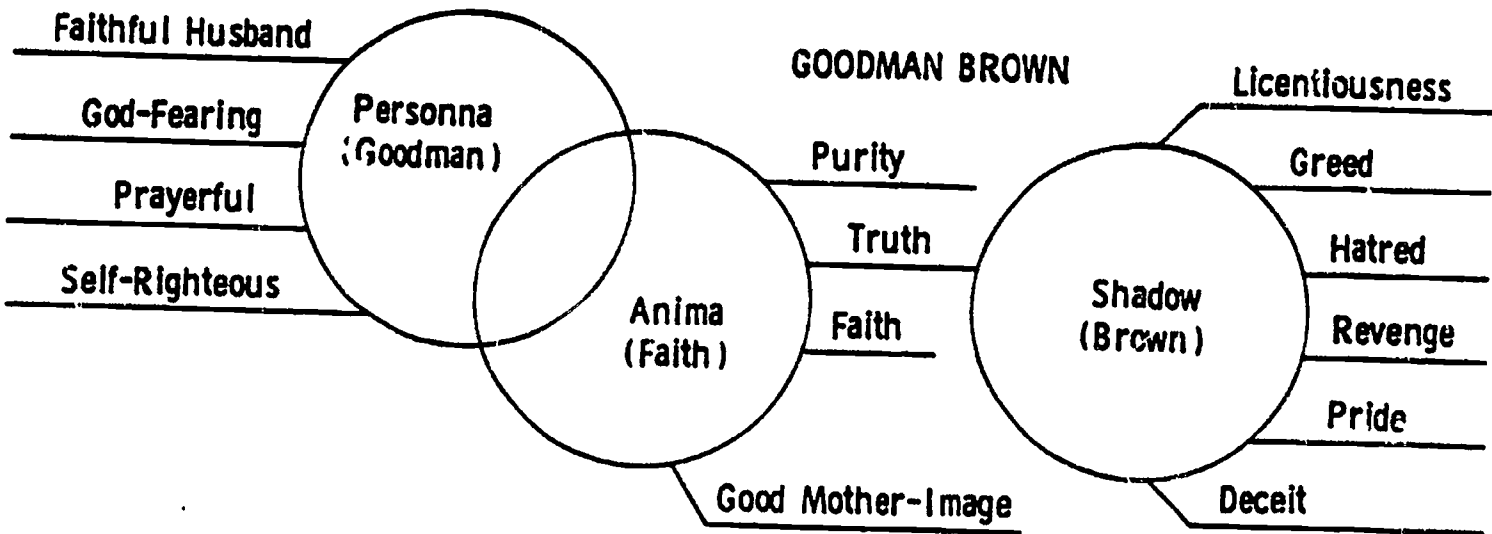 GOODMAN BROWN
Faithful Husband
God-Fearing
Prayerful
Self-Righteous
Personna
(Goodman)
Anima
(Faith)
Purity
Truth
Faith
Good Mother-Image
Shadow
(Brown)
Licentiousness
Greed
Hatred
Revenge
Pride
Deceit